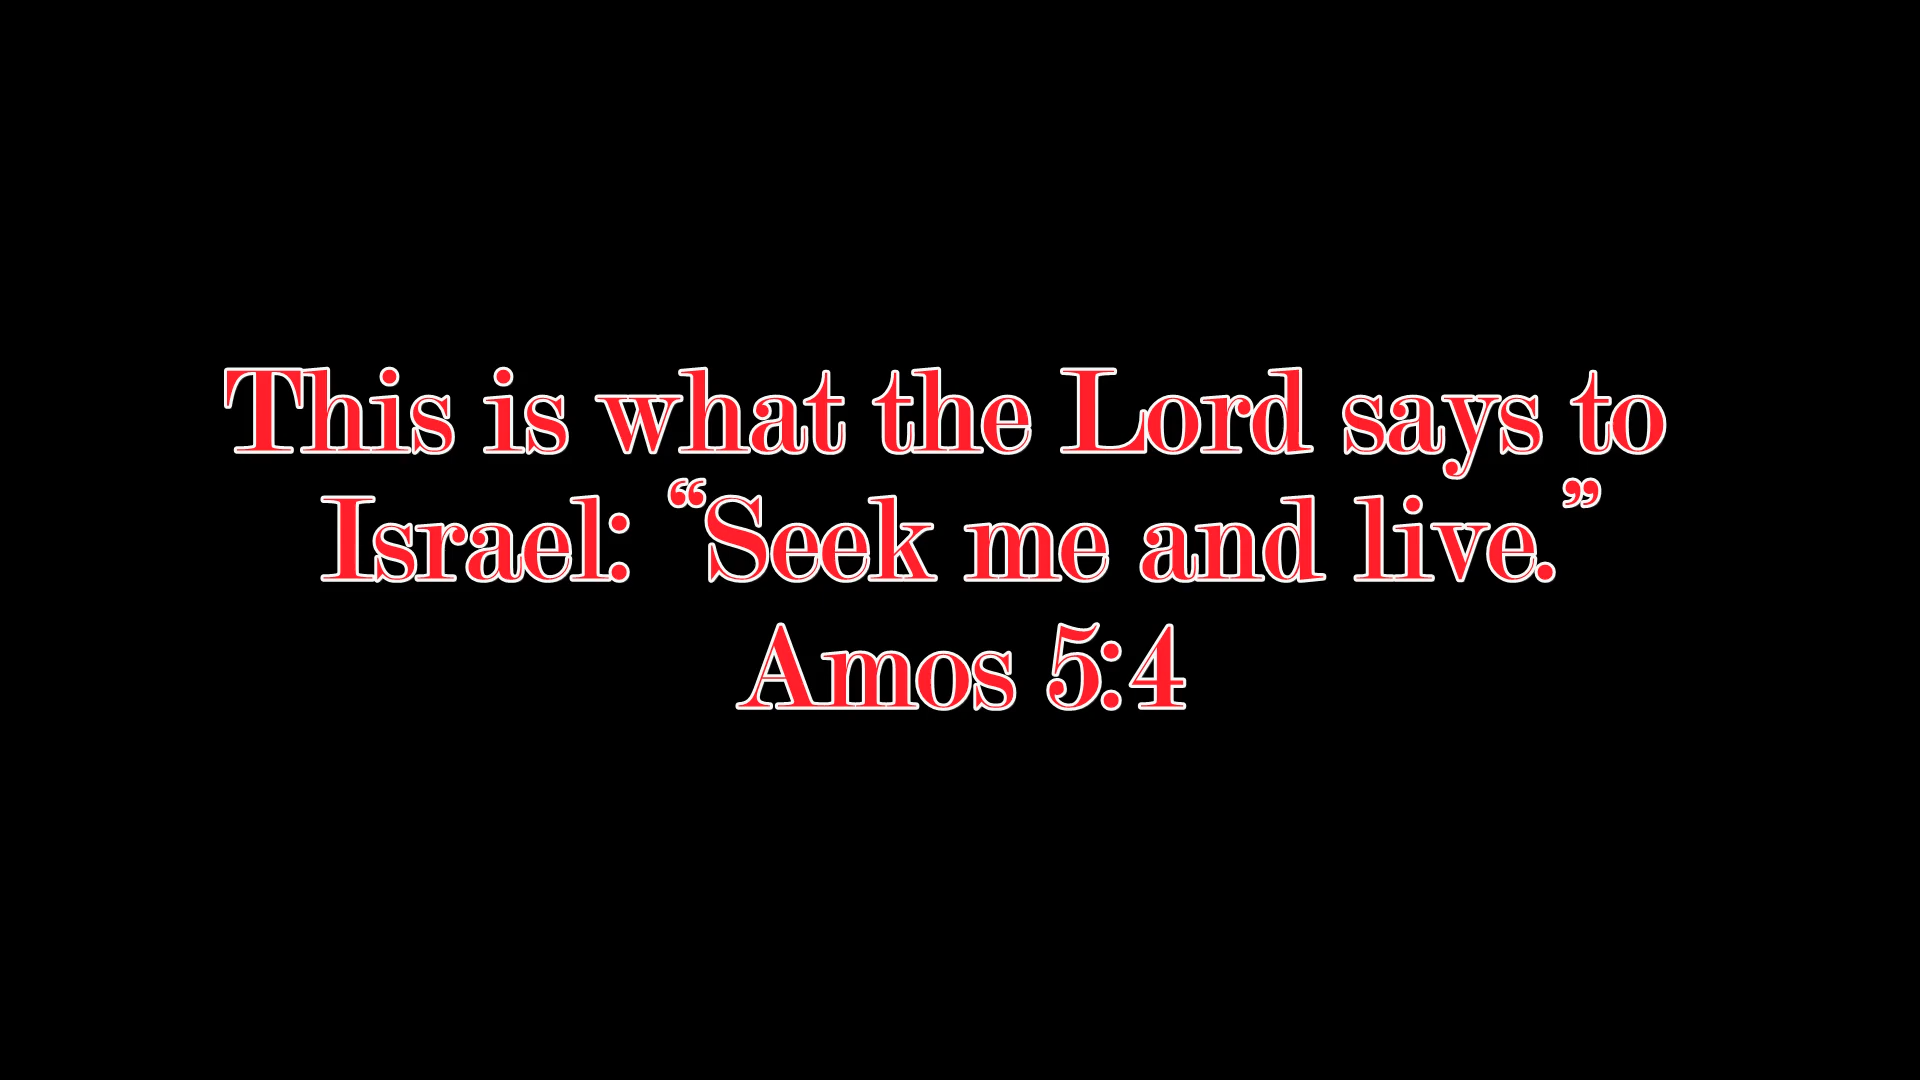 This is what the Lord says to
Israel: “Seek me and live.”
Amos 5:4